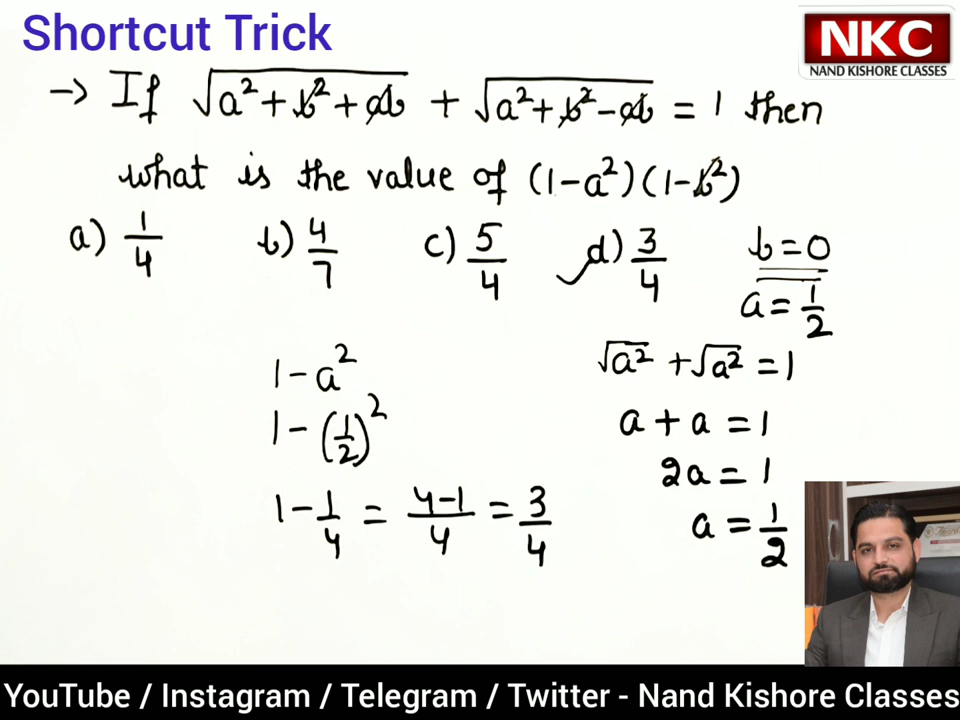 Shortcut Trick
NKC
NAND KISHORE CLASSES
→ If √(a² + b² + ab) + √(a² + b² - ab) = 1 then
what is the value of (1-a²)(1-b²)
a) 1/4 b) 4/7 c) 5/4 d) 3/4
b = 0
a = 1/2
1 - a²
1 - (1/2)²
1 - 1/4 = 4-1/4 = 3/4
√a² + √a² = 1
a + a = 1
2a = 1
a = 1/2
YouTube / Instagram / Telegram / Twitter - Nand Kishore Classes